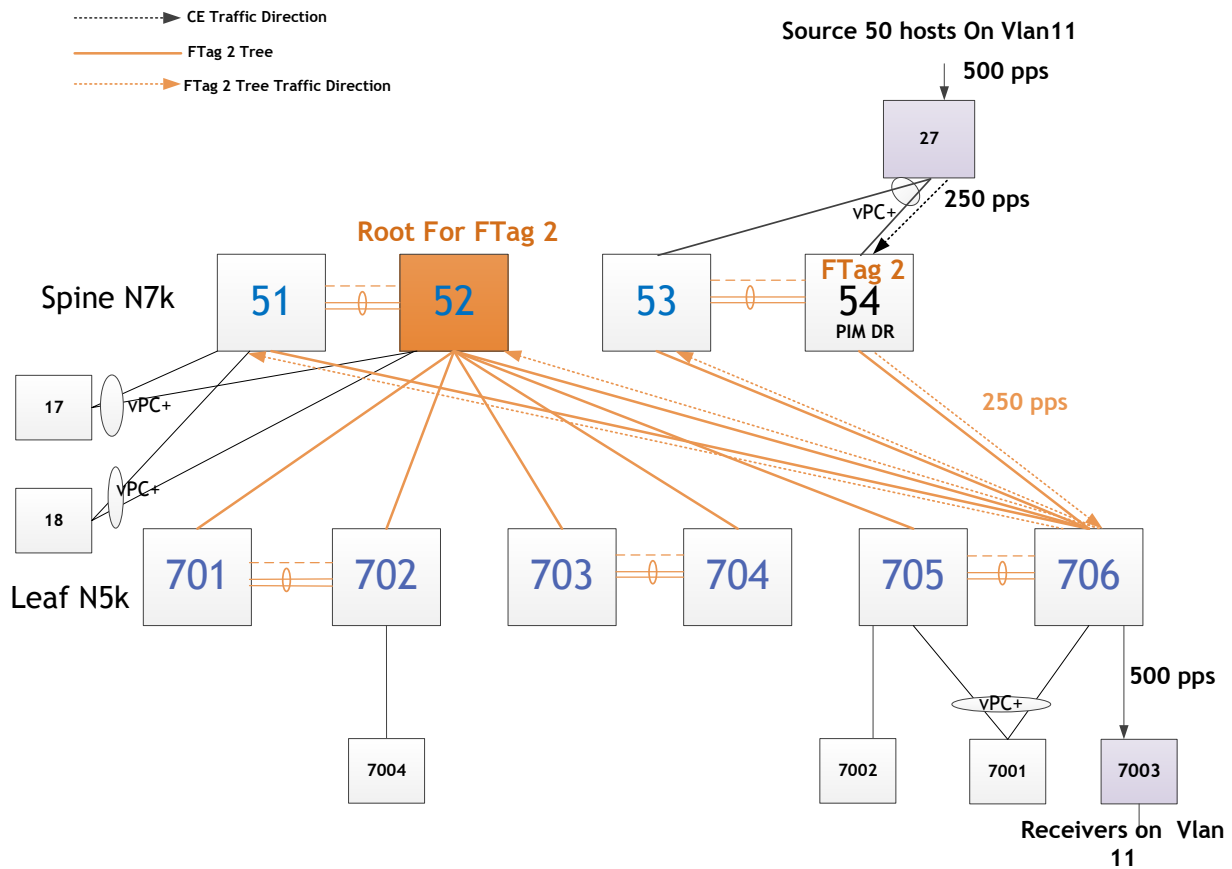 CE Traffic Direction
FTag 2 Tree
FTag 2 Tree Traffic Direction
Source 50 hosts On Vlan11
500 pps
27
vPC+
250 pps
Root For FTag 2
Spine N7k
51
52
53
FTag 2
54
PIM DR
17
vPC+
250 pps
18
vPC+
Leaf N5k
701
702
703
704
705
706
500 pps
vPC+
7004
7002
7001
7003
Receivers on Vlan
11